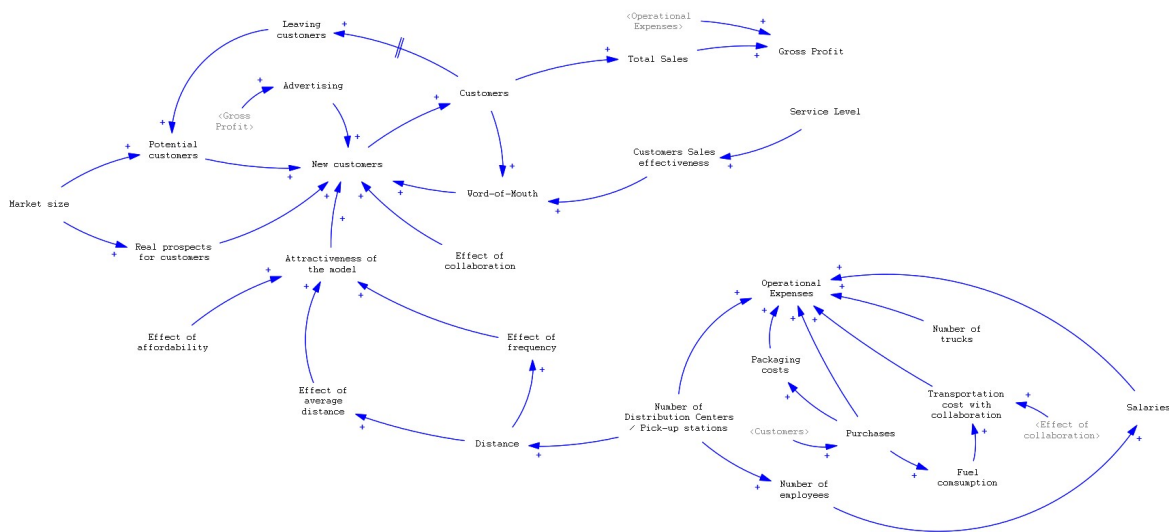 Leaving
customers
<Operational
Expenses>
Total Sales
Gross Profit
Advertising
Customers
<Gross
Profit>
Service Level
Potential
customers
New customers
Customers Sales
effectiveness
Word-of-Mouth
Market size
Real prospects
for customers
Attractiveness of
the model
Effect of
collaboration
Operational
Expenses
Effect of
affordability
Effect of
frequency
Number of
trucks
Packaging
costs
Effect of
average
distance
Distance
Number of
Distribution Centers
/ Pick-up stations
<Customers>
Purchases
Transportation
cost with
collaboration
<Effect of
collaboration>
Salaries
Number of
employees
Fuel
comsumption